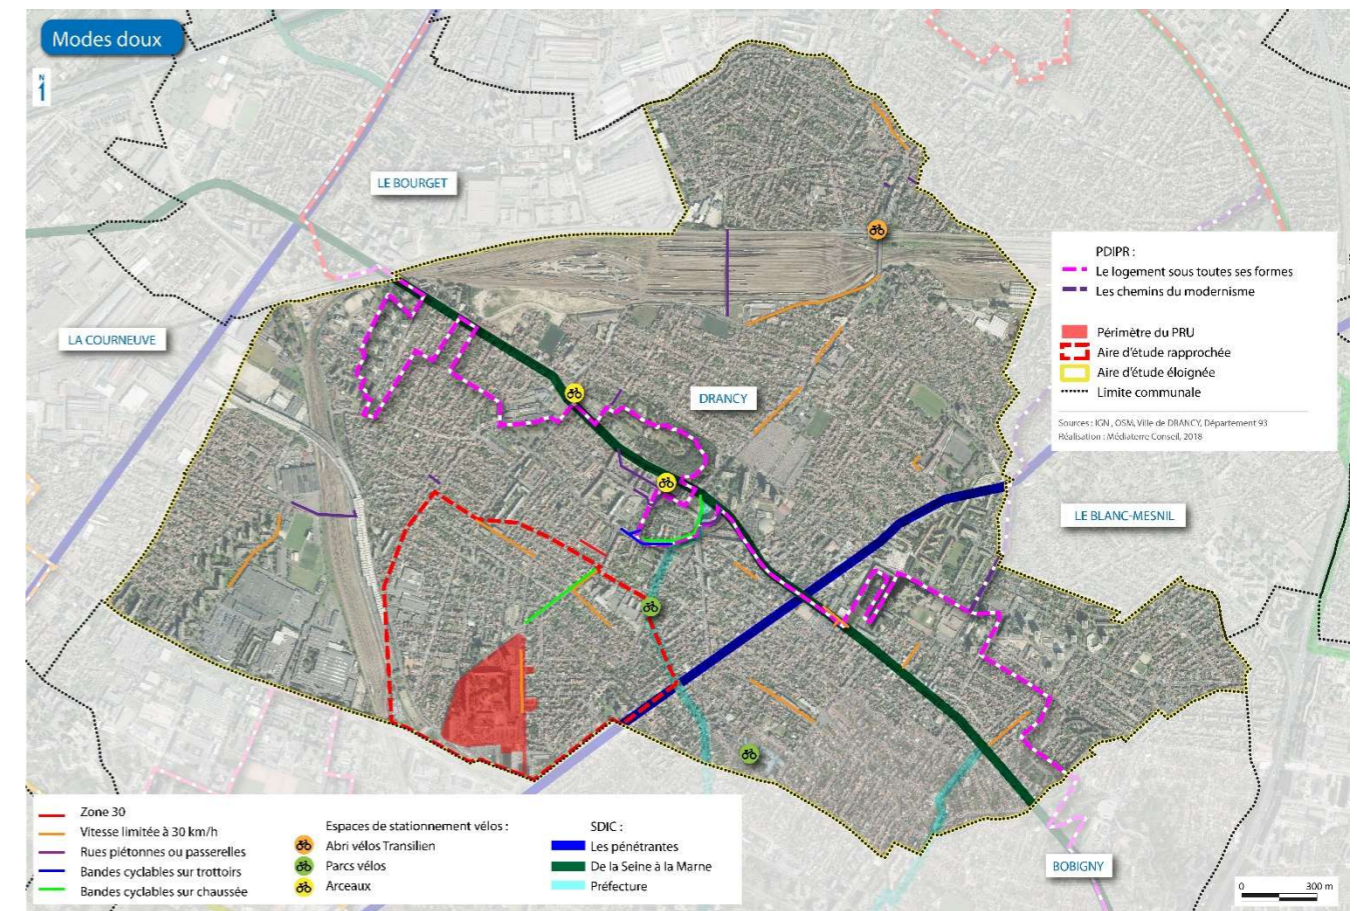 Modes doux
N
LE BOURGET
LA COURNEUVE
DRANCY
LE BLANC-MESNIL
BOBIGNY
PDIPR :
Le logement sous toutes ses formes
Les chemins du modernisme
Périmètre du PRU
Aire d'étude rapprochée
Aire d'étude éloignée
Limite communale
Sources : IGN, OSM, Ville de DRANCY, Département 93
Réalisation : Médiaterre Conseil, 2018
Zone 30
Vitesse limitée à 30 km/h
Rues piétonnes ou passerelles
Bandes cyclables sur trottoirs
Bandes cyclables sur chaussée
Espaces de stationnement vélos :
Abri vélos Transilien
Parcs vélos
Arceaux
SDIC :
Les pénétrantes
De la Seine à la Marne
Préfecture
0 300 m